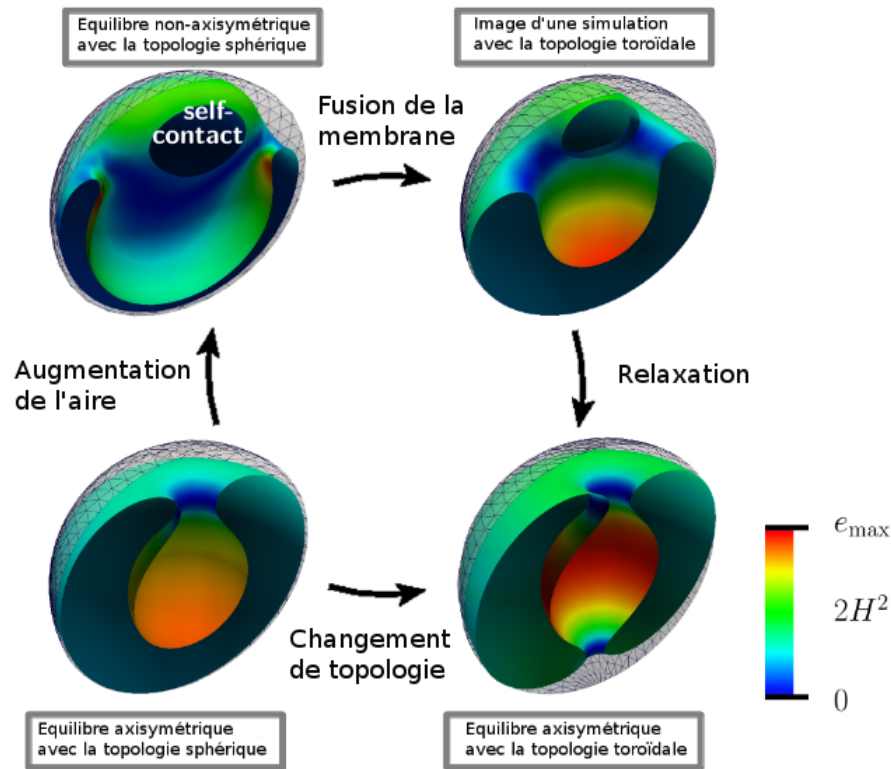 Equilibre non-axisymétrique
avec la topologie sphérique
Image d'une simulation
avec la topologie toroïdale
self-
contact
Fusion de la
membrane
Augmentation
de l'aire
Relaxation
Changement
de topologie
e_max
2H²
0
Equilibre axisymétrique
avec la topologie sphérique
Equilibre axisymétrique
avec la topologie toroïdale